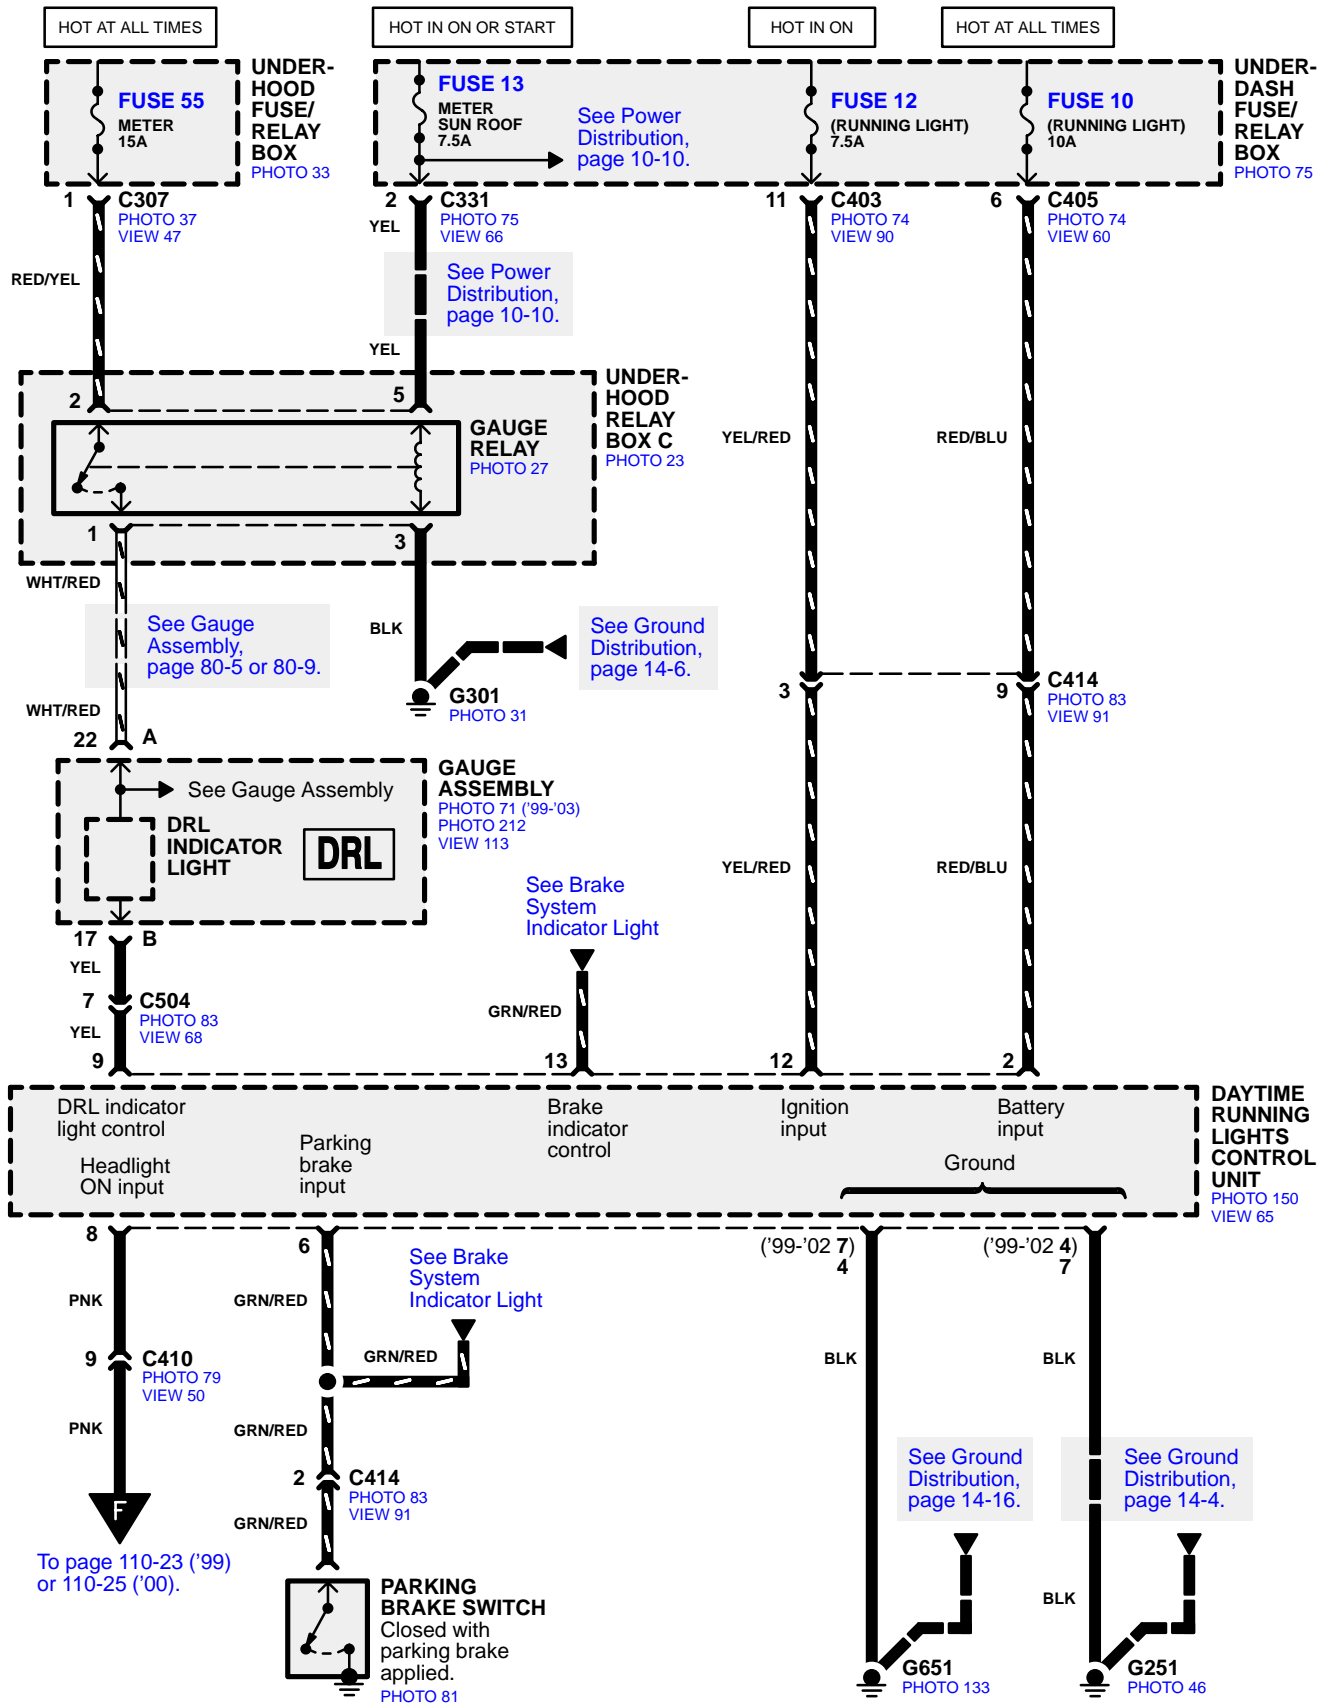 HOT AT ALL TIMES
HOT IN ON OR START
HOT IN ON
HOT AT ALL TIMES
FUSE 55
METER
15A
UNDER-
HOOD
FUSE/
RELAY
BOX
PHOTO 33
FUSE 13
METER
SUN ROOF
7.5A
See Power
Distribution,
page 10-10.
FUSE 12
(RUNNING LIGHT)
7.5A
FUSE 10
(RUNNING LIGHT)
10A
UNDER-
DASH
FUSE/
RELAY
BOX
PHOTO 75
1
C307
PHOTO 37
VIEW 47
2
C331
PHOTO 75
VIEW 66
YEL
11
C403
PHOTO 74
VIEW 90
6
C405
PHOTO 74
VIEW 60
RED/YEL
See Power
Distribution,
page 10-10.
YEL
2
5
UNDER-
HOOD
RELAY
BOX C
PHOTO 23
GAUGE
RELAY
PHOTO 27
YEL/RED
RED/BLU
1
3
WHT/RED
See Gauge
Assembly,
page 80-5 or 80-9.
BLK
See Ground
Distribution,
page 14-6.
G301
PHOTO 31
3
9
C414
PHOTO 83
VIEW 91
WHT/RED
22
A
See Gauge Assembly
DRL
INDICATOR
LIGHT
DRL
GAUGE
ASSEMBLY
PHOTO 71 ('99-'03)
PHOTO 212
VIEW 113
YEL/RED
RED/BLU
See Brake
System
Indicator Light
17
B
YEL
7
C504
PHOTO 83
VIEW 68
YEL
GRN/RED
9
13
12
2
DRL indicator
light control
Headlight
ON input
Parking
brake
input
Brake
indicator
control
Ignition
input
Battery
input
Ground
DAYTIME
RUNNING
LIGHTS
CONTROL
UNIT
PHOTO 150
VIEW 65
8
6
('99-'02 7)
4
('99-'02 4)
7
See Brake
System
Indicator Light
PNK
GRN/RED
GRN/RED
BLK
BLK
9
C410
PHOTO 79
VIEW 50
PNK
GRN/RED
2
C414
PHOTO 83
VIEW 91
GRN/RED
See Ground
Distribution,
page 14-16.
See Ground
Distribution,
page 14-4.
F
To page 110-23 ('99)
or 110-25 ('00).
PARKING
BRAKE SWITCH
Closed with
parking brake
applied.
PHOTO 81
BLK
G651
PHOTO 133
G251
PHOTO 46